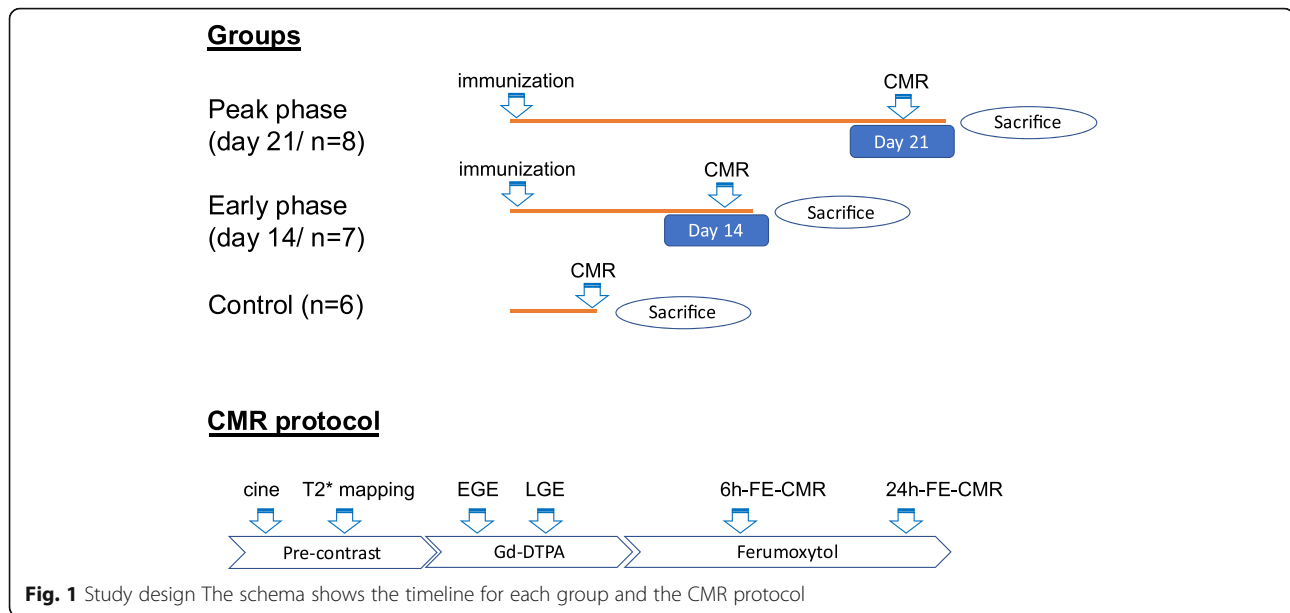 Groups
immunization
CMR
Peak phase
(day 21/ n=8)
Sacrifice
Day 21
immunization
CMR
Early phase
(day 14/ n=7)
Sacrifice
Day 14
CMR
Control (n=6)
Sacrifice
CMR protocol
cine
T2* mapping
EGE
LGE
6h-FE-CMR
24h-FE-CMR
Pre-contrast
Gd-DTPA
Ferumoxytol
Fig. 1 Study design The schema shows the timeline for each group and the CMR protocol